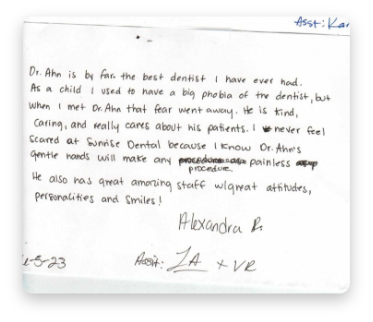 Asst: Kar
Dr. Ahn is by far the best dentist I have ever had.
As a child I used to have a big phobia of the dentist, but
when I met Dr. Ahn that fear went away. He is kind,
Caring, and really cares about his patients. I never feel
Scared at Sunrise Dental because I know Dr. Ahn's
gentle hands will make any painless
procedure.
He also has great amazing staff w/great attitudes,
personalities and smiles!
Alexandra R.
-5-23
Asst: ZA + VR